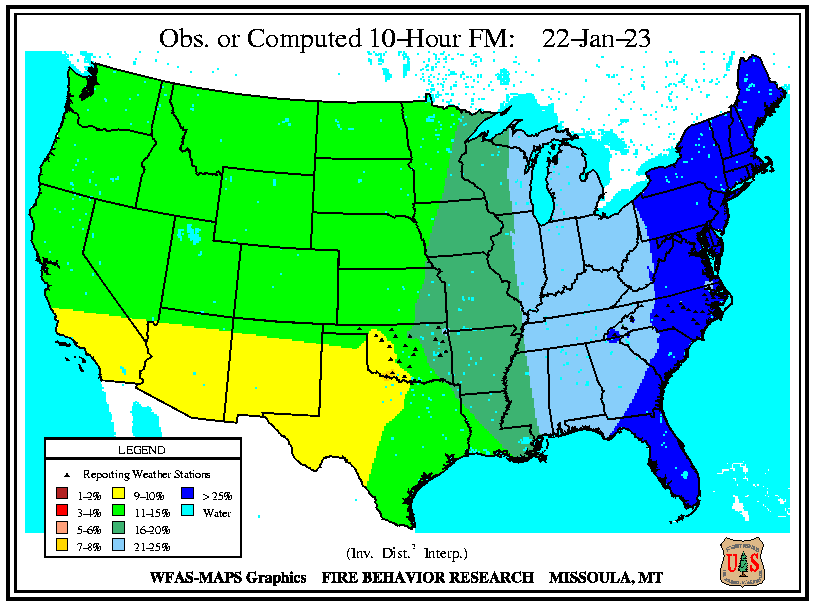 Obs. or Computed 10-Hour FM: 22-Jan-23
LEGEND
Reporting Weather Stations
1-2% 9-10% > 25%
3-4% 11-15% Water
5-6% 16-20%
7-8% 21-25%
(Inv. Dist.² Interp.)
WFAS-MAPS Graphics FIRE BEHAVIOR RESEARCH MISSOULA, MT
U S